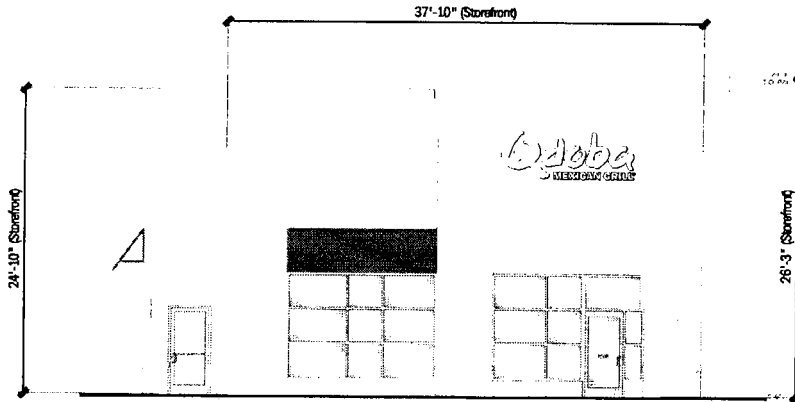 37'-10" (Storefront)
Qdoba
MEXICAN GRILL
24'-10" (Storefront)
26'-3" (Storefront)